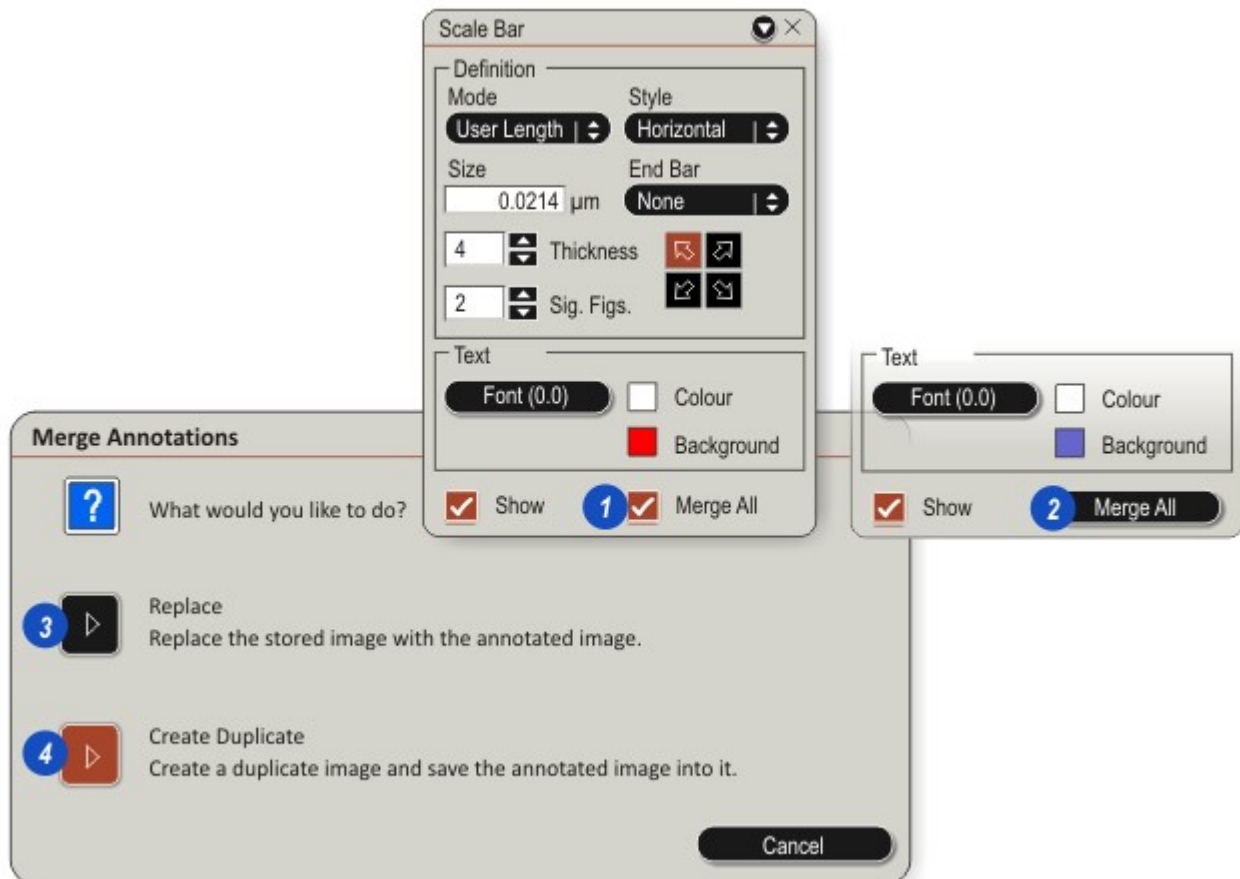 Scale Bar
Definition
Mode Style
User Length Horizontal
Size End Bar
0.0214 µm None
4 Thickness
2 Sig. Figs.
Text
Font (0.0) Colour
Background
Show 1 Merge All
Text
Font (0.0) Colour
Background
Show 2 Merge All
Merge Annotations
? What would you like to do?
3 Replace
Replace the stored image with the annotated image.
4 Create Duplicate
Create a duplicate image and save the annotated image into it.
Cancel